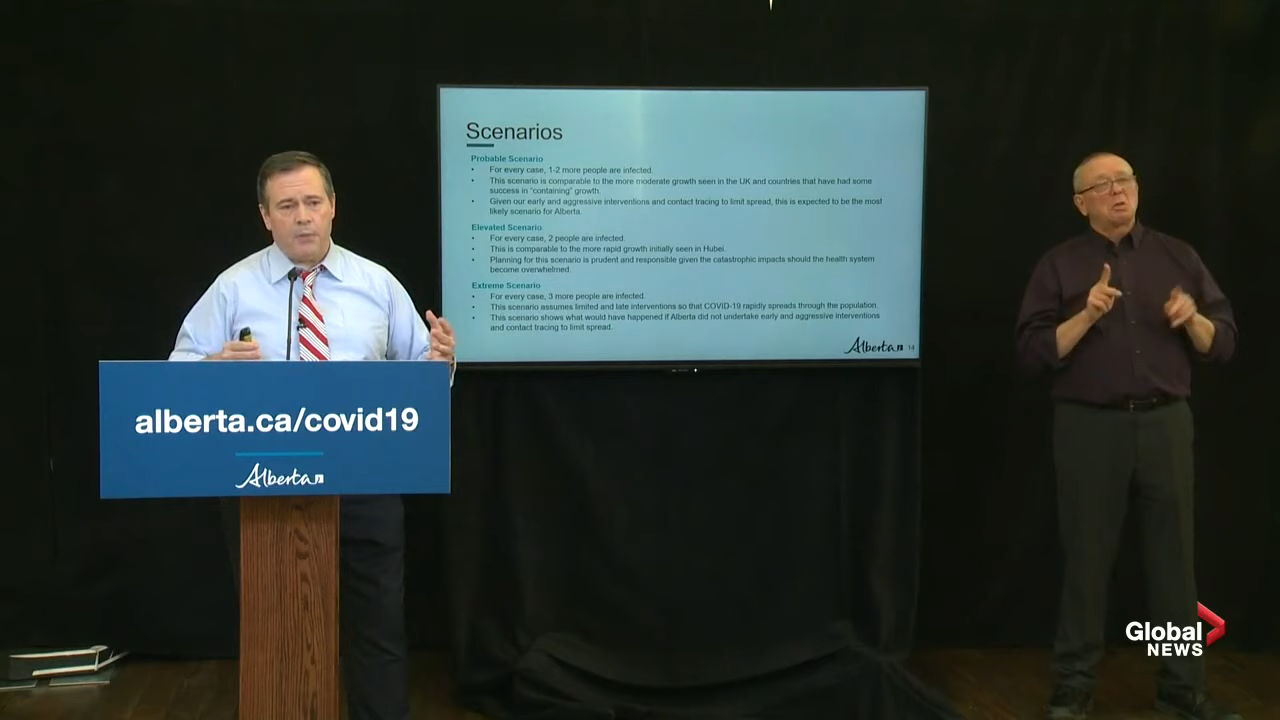 Scenarios
Probable Scenario
• For every case, 1-2 more people are infected.
• This scenario is comparable to the more moderate growth seen in the UK and countries that have had some
success in "containing" growth.
• Given our early and aggressive interventions and contact tracing to limit spread, this is expected to be the most
likely scenario for Alberta.
Elevated Scenario
• For every case, 2 people are infected.
• This is comparable to the more rapid growth initially seen in Hubei.
• Planning for this scenario is prudent and responsible given the catastrophic impacts should the health system
become overwhelmed.
Extreme Scenario
• For every case, 3 more people are infected.
• This scenario assumes limited and late interventions so that COVID-19 rapidly spreads through the population.
• This scenario shows what would have happened if Alberta did not undertake early and aggressive interventions
and contact tracing to limit spread.
Alberta 14
alberta.ca/covid19
Alberta
Global
NEWS